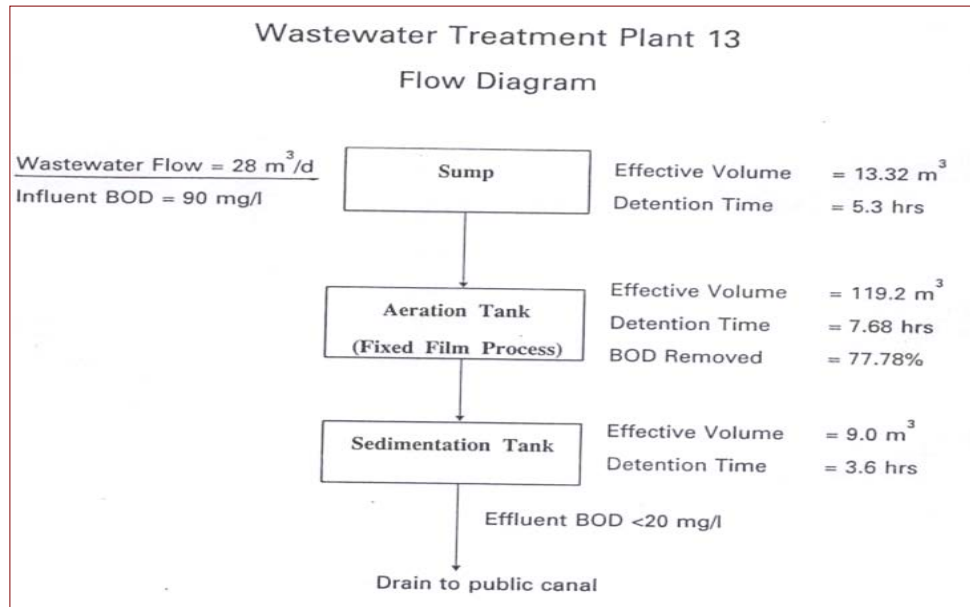 Wastewater Treatment Plant 13
Flow Diagram
Wastewater Flow = 28 m³/d
Influent BOD = 90 mg/l
Sump
Effective Volume = 13.32 m³
Detention Time = 5.3 hrs
Aeration Tank
(Fixed Film Process)
Effective Volume = 119.2 m³
Detention Time = 7.68 hrs
BOD Removed = 77.78%
Sedimentation Tank
Effective Volume = 9.0 m³
Detention Time = 3.6 hrs
Effluent BOD <20 mg/l
Drain to public canal